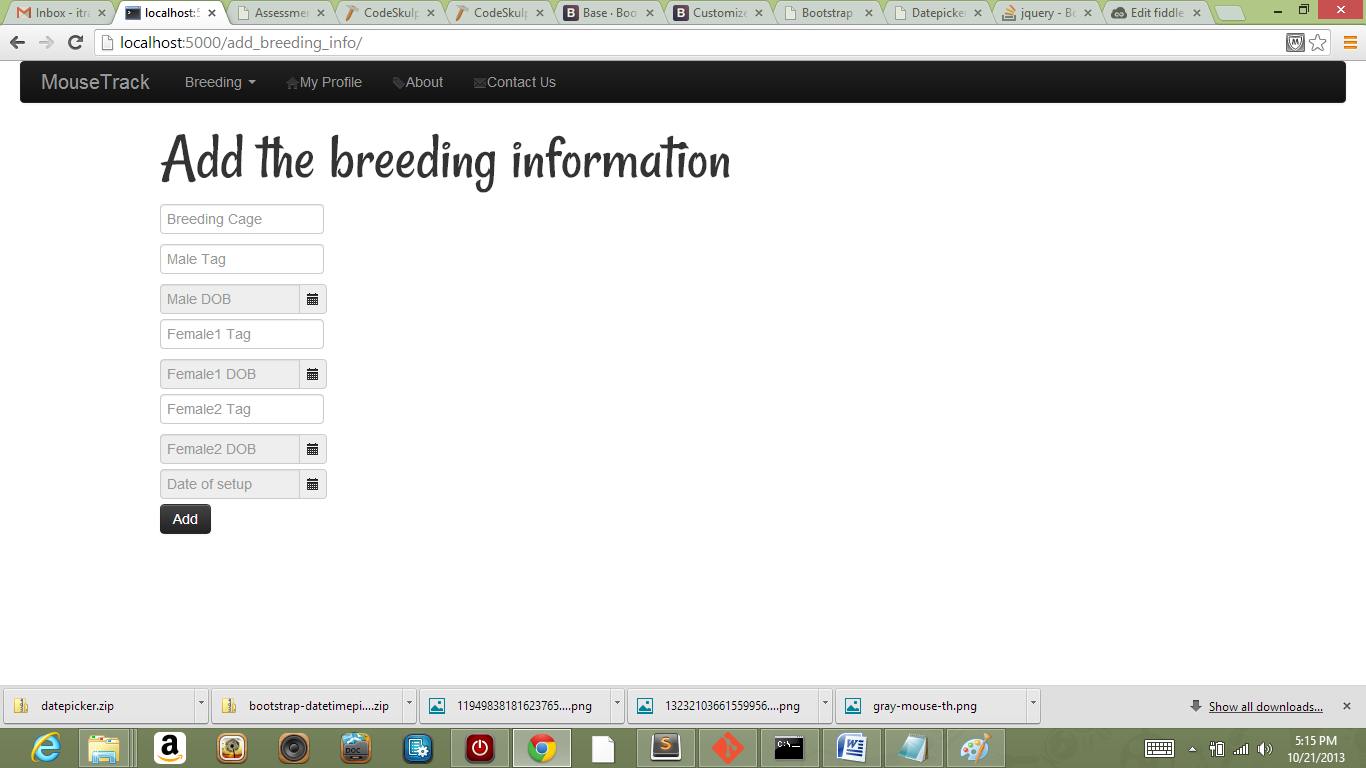 Inbox - itra
localhost:5
Assessmen
CodeSkulp
CodeSkulp
Base · Boo
Customize
Bootstrap
Datepicke
jquery - Bo
Edit fiddle
localhost:5000/add_breeding_info/
MouseTrack Breeding My Profile About Contact Us
Add the breeding information
Breeding Cage
Male Tag
Male DOB
Female1 Tag
Female1 DOB
Female2 Tag
Female2 DOB
Date of setup
Add
datepicker.zip
bootstrap-datetimepi....zip
11949838181623765....png
13232103661559956....png
gray-mouse-th.png
Show all downloads...
5:15 PM
10/21/2013